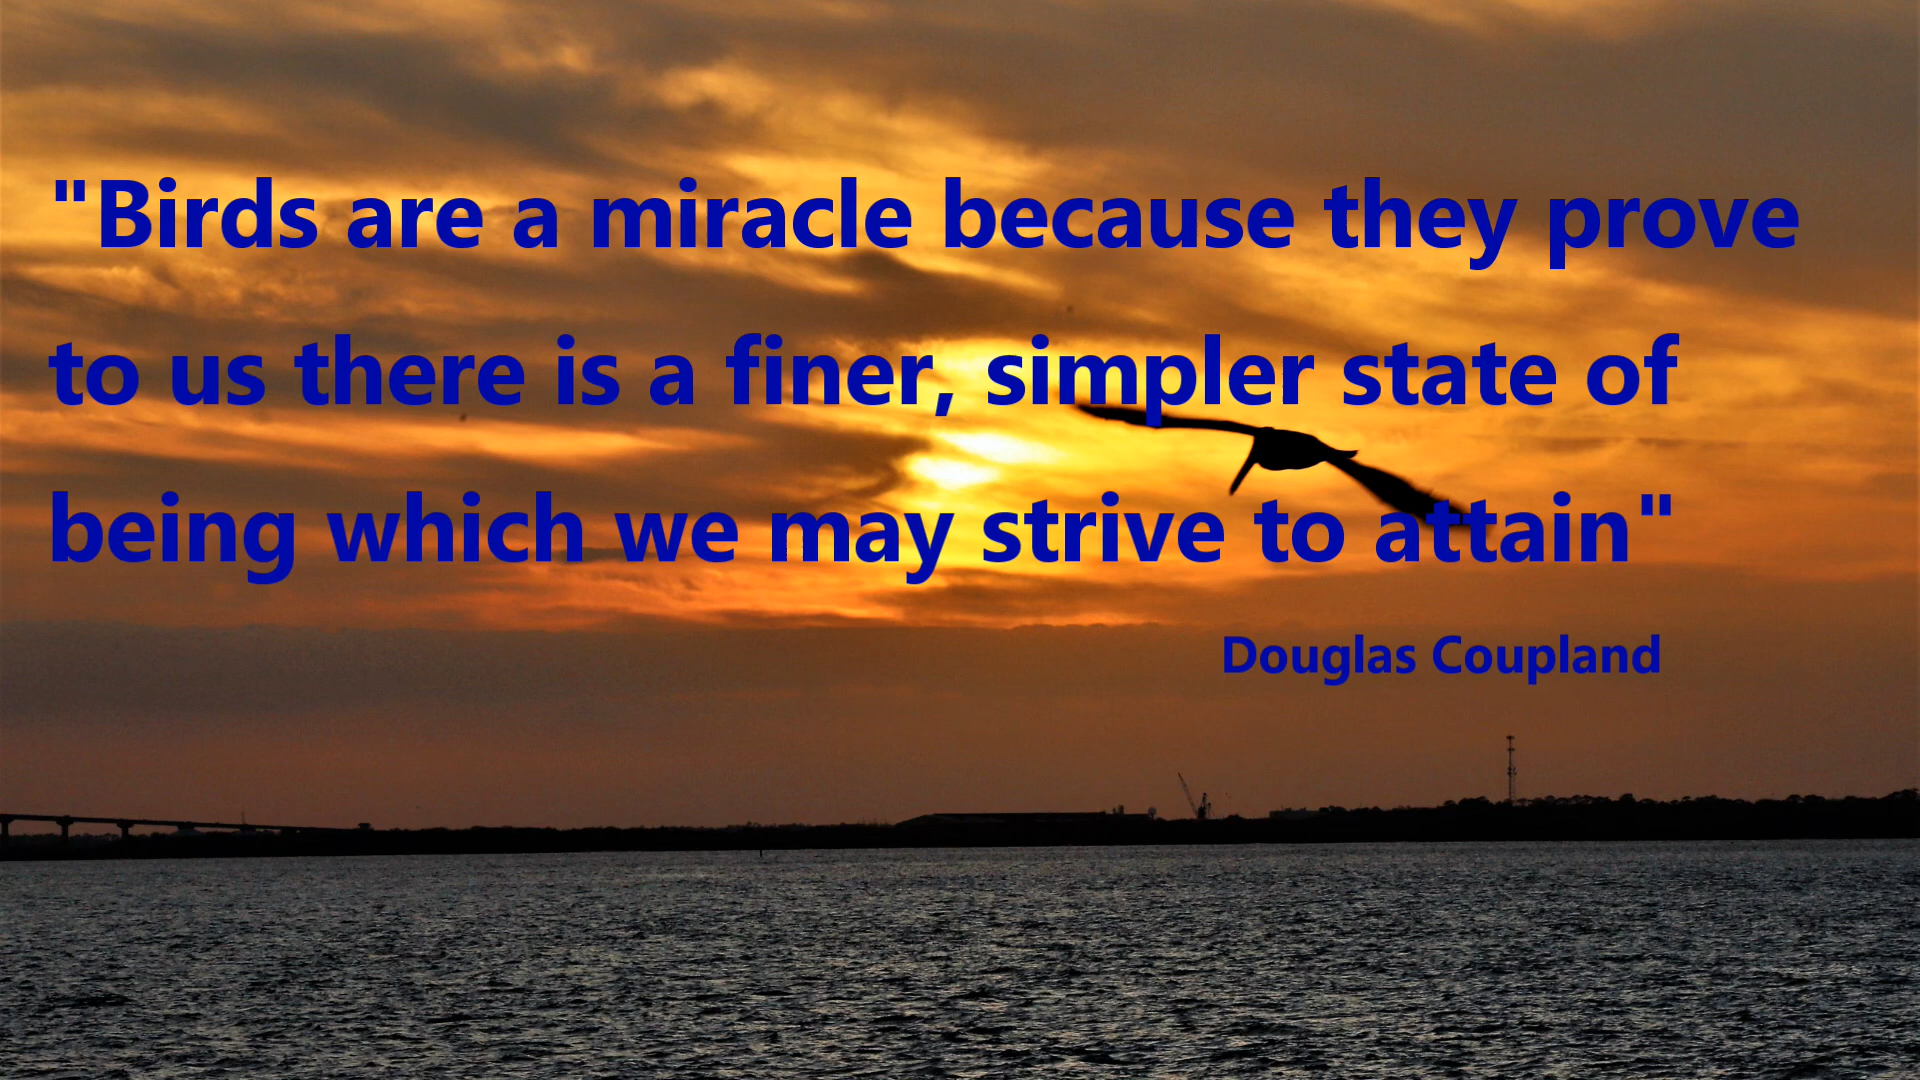 "Birds are a miracle because they prove
to us there is a finer, simpler state of
being which we may strive to attain"
Douglas Coupland